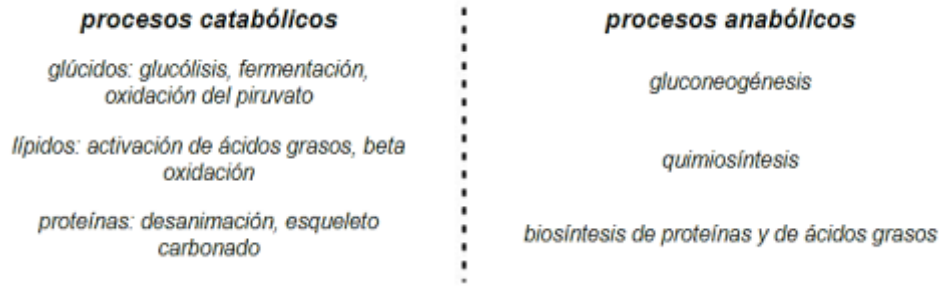 procesos catabólicos
glúcidos: glucólisis, fermentación,
oxidación del piruvato
lípidos: activación de ácidos grasos, beta
oxidación
proteínas: desanimación, esqueleto
carbonado
procesos anabólicos
gluconeogénesis
quimiosíntesis
biosíntesis de proteínas y de ácidos grasos